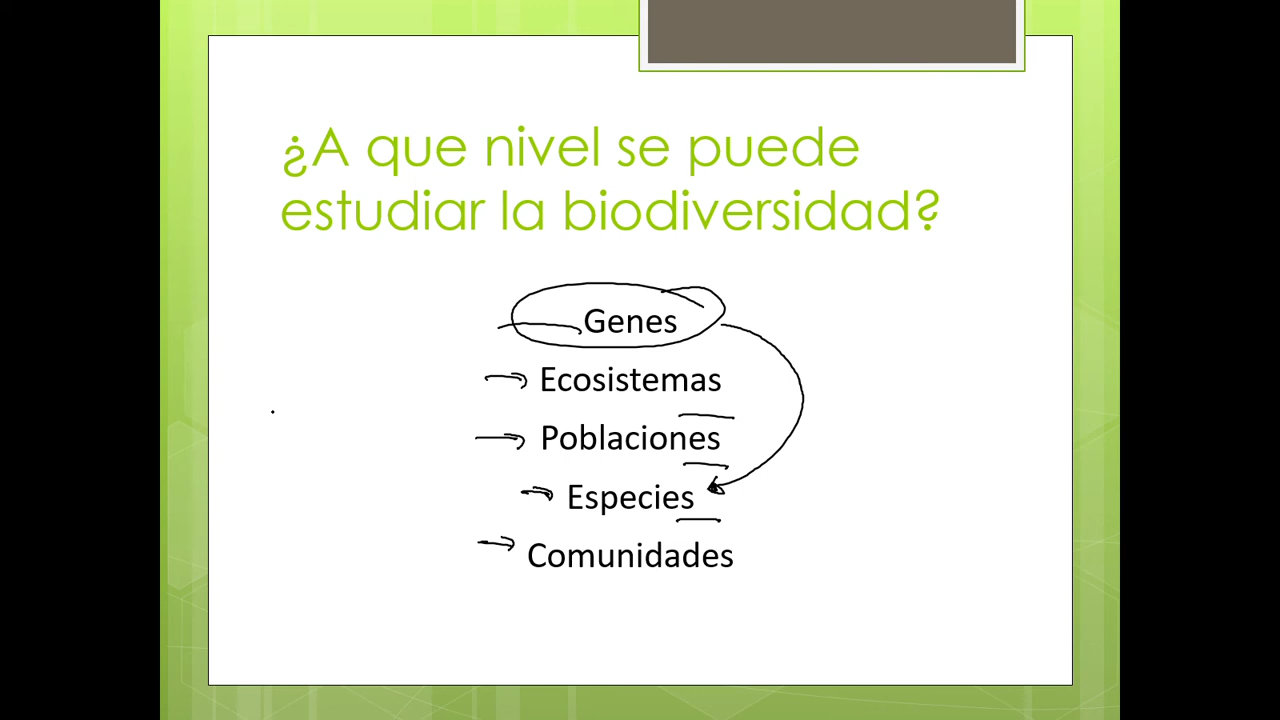 ¿A que nivel se puede
estudiar la biodiversidad?
Genes
Ecosistemas
Poblaciones
Especies
Comunidades